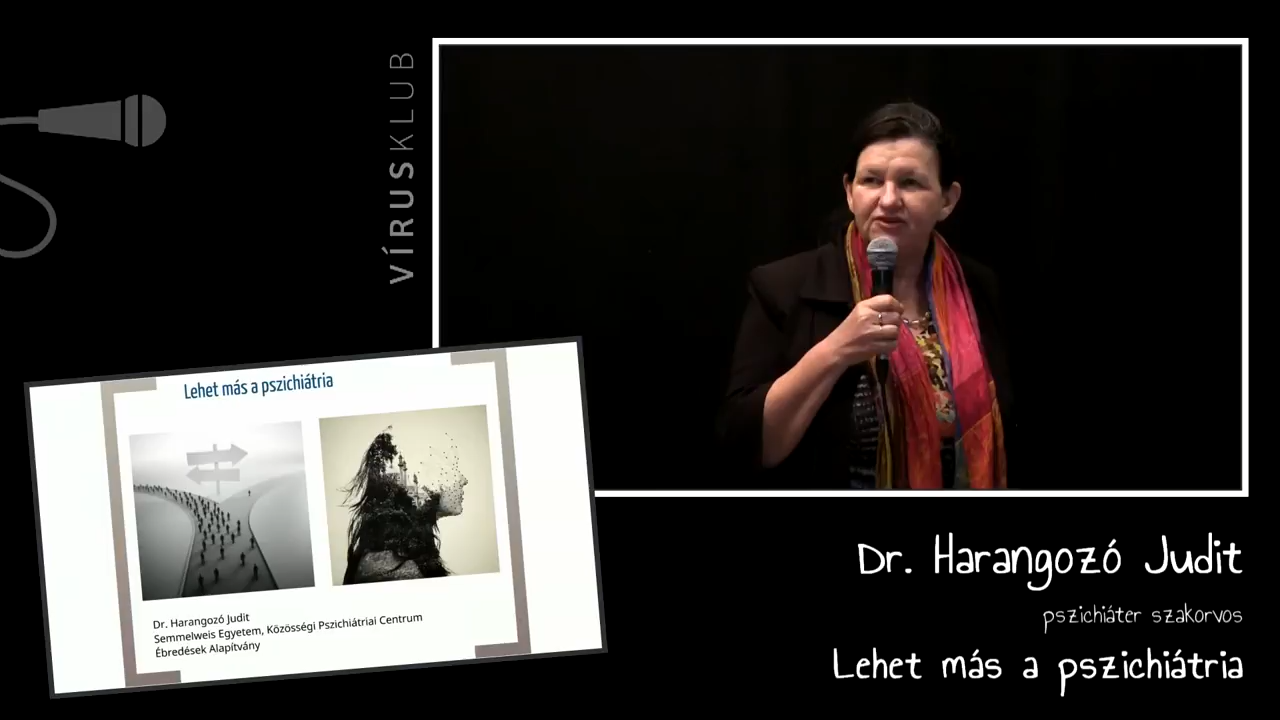 VÍRUSKLUB
Lehet más a pszichiátria
Dr. Harangozó Judit
Semmelweis Egyetem, Közösségi Pszichiátriai Centrum
Ébredések Alapítvány
Dr. Harangozó Judit
pszichiáter szakorvos
Lehet más a pszichiátria